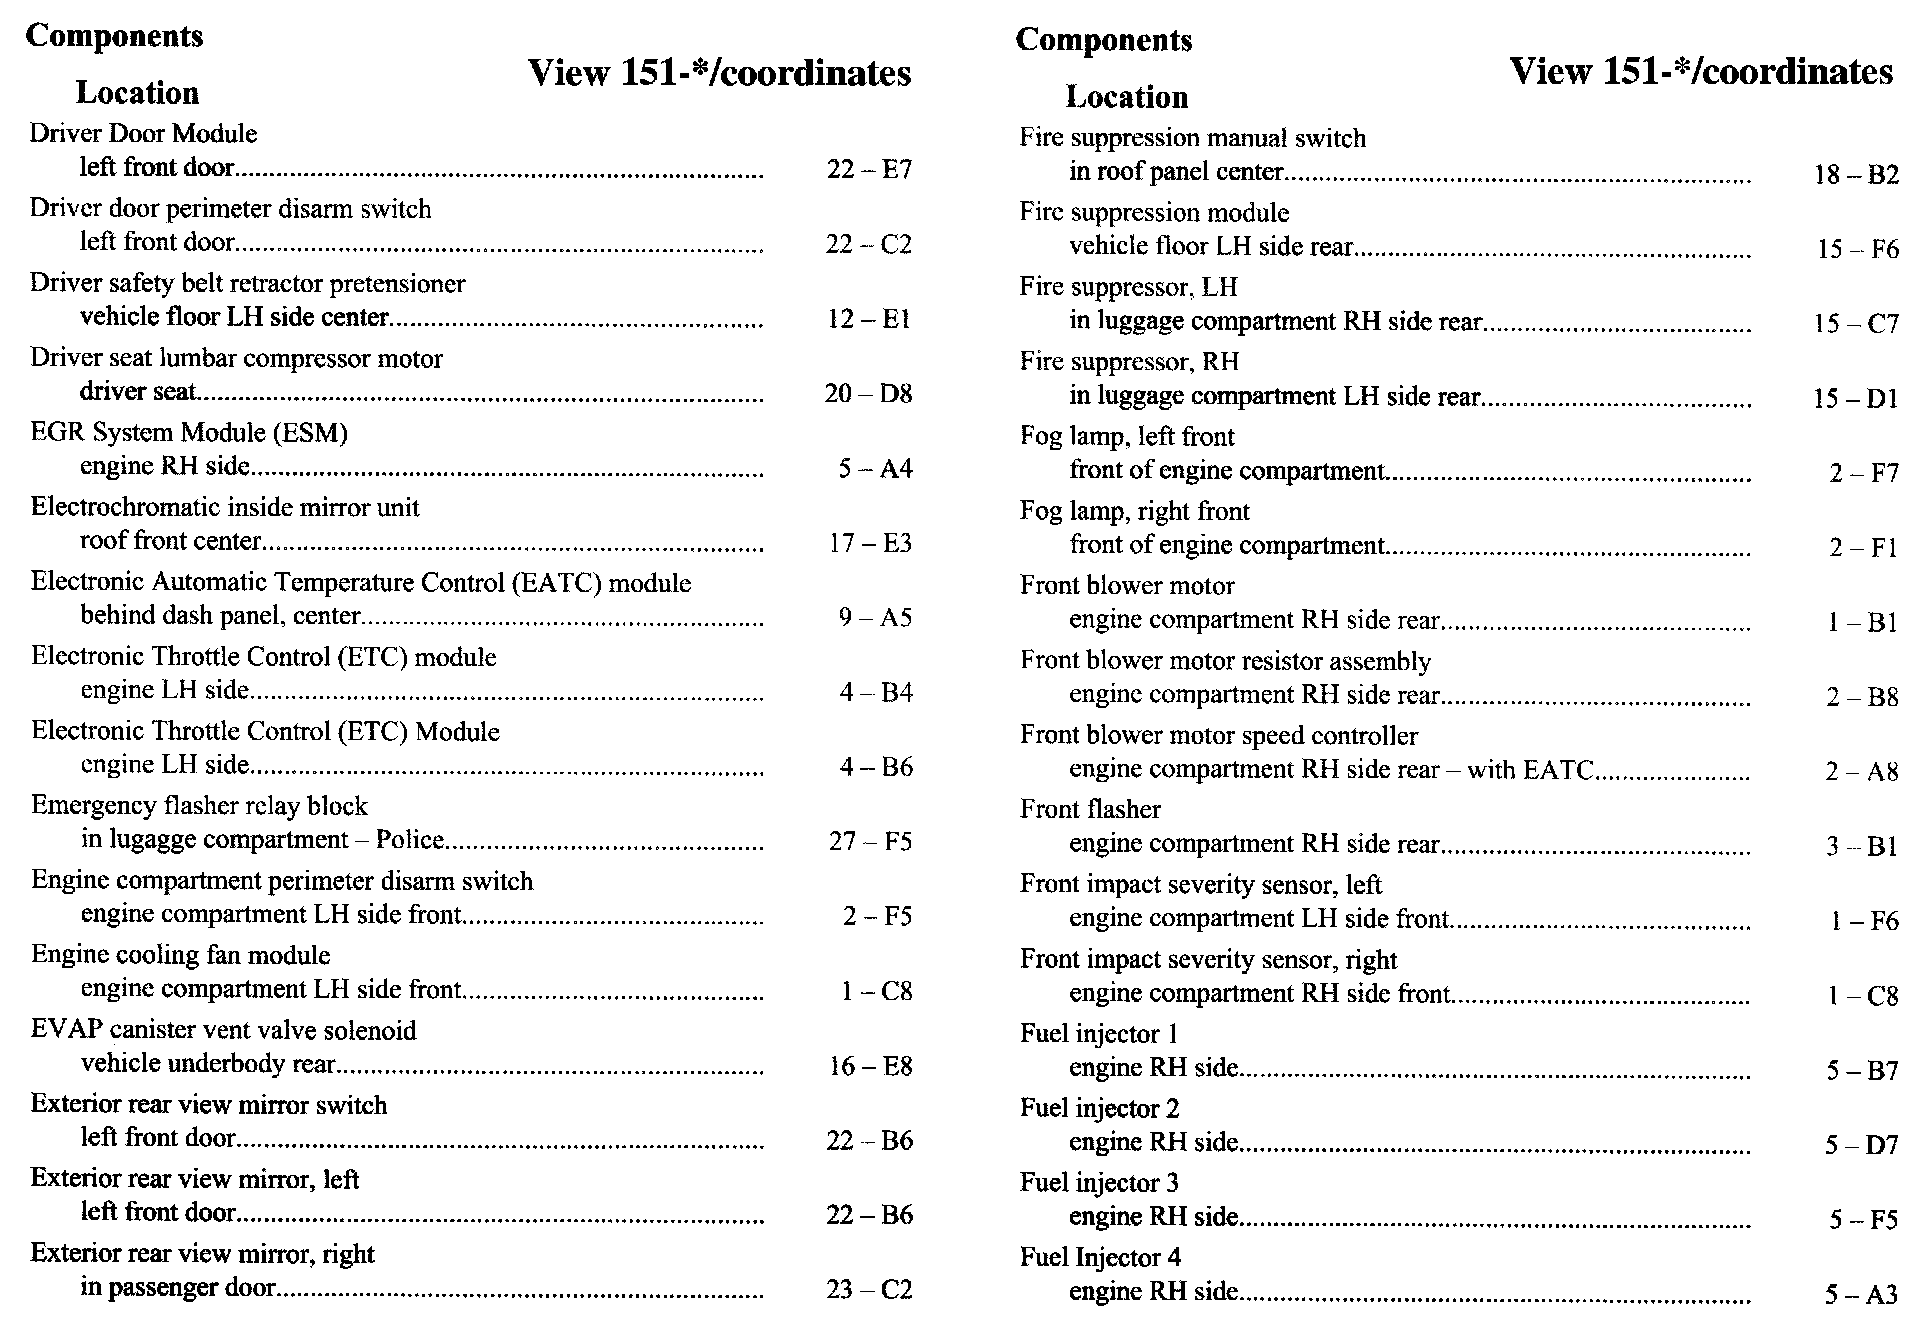 Components
Location
View 151-*/coordinates
Driver Door Module
left front door 22 – E7
Driver door perimeter disarm switch
left front door 22 – C2
Driver safety belt retractor pretensioner
vehicle floor LH side center 12 – E1
Driver seat lumbar compressor motor
driver seat 20 – D8
EGR System Module (ESM)
engine RH side 5 – A4
Electrochromatic inside mirror unit
roof front center 17 – E3
Electronic Automatic Temperature Control (EATC) module
behind dash panel, center 9 – A5
Electronic Throttle Control (ETC) module
engine LH side 4 – B4
Electronic Throttle Control (ETC) Module
engine LH side 4 – B6
Emergency flasher relay block
in lugagge compartment – Police 27 – F5
Engine compartment perimeter disarm switch
engine compartment LH side front 2 – F5
Engine cooling fan module
engine compartment LH side front 1 – C8
EVAP canister vent valve solenoid
vehicle underbody rear 16 – E8
Exterior rear view mirror switch
left front door 22 – B6
Exterior rear view mirror, left
left front door 22 – B6
Exterior rear view mirror, right
in passenger door 23 – C2
Components
Location
View 151-*/coordinates
Fire suppression manual switch
in roof panel center 18 – B2
Fire suppression module
vehicle floor LH side rear 15 – F6
Fire suppressor, LH
in luggage compartment RH side rear 15 – C7
Fire suppressor, RH
in luggage compartment LH side rear 15 – D1
Fog lamp, left front
front of engine compartment 2 – F7
Fog lamp, right front
front of engine compartment 2 – F1
Front blower motor
engine compartment RH side rear 1 – B1
Front blower motor resistor assembly
engine compartment RH side rear 2 – B8
Front blower motor speed controller
engine compartment RH side rear – with EATC 2 – A8
Front flasher
engine compartment RH side rear 3 – B1
Front impact severity sensor, left
engine compartment LH side front 1 – F6
Front impact severity sensor, right
engine compartment RH side front 1 – C8
Fuel injector 1
engine RH side 5 – B7
Fuel injector 2
engine RH side 5 – D7
Fuel injector 3
engine RH side 5 – F5
Fuel Injector 4
engine RH side 5 – A3